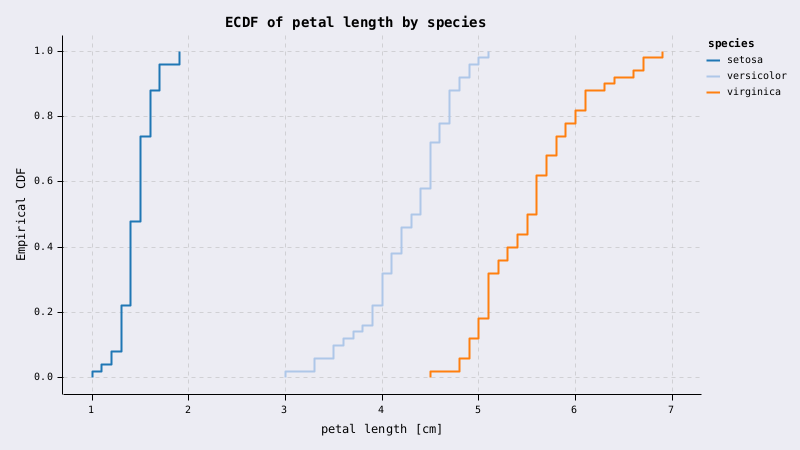 ECDF of petal length by species
species
setosa
versicolor
virginica
Empirical CDF
1.0
0.8
0.6
0.4
0.2
0.0
1 2 3 4 5 6 7
petal length [cm]